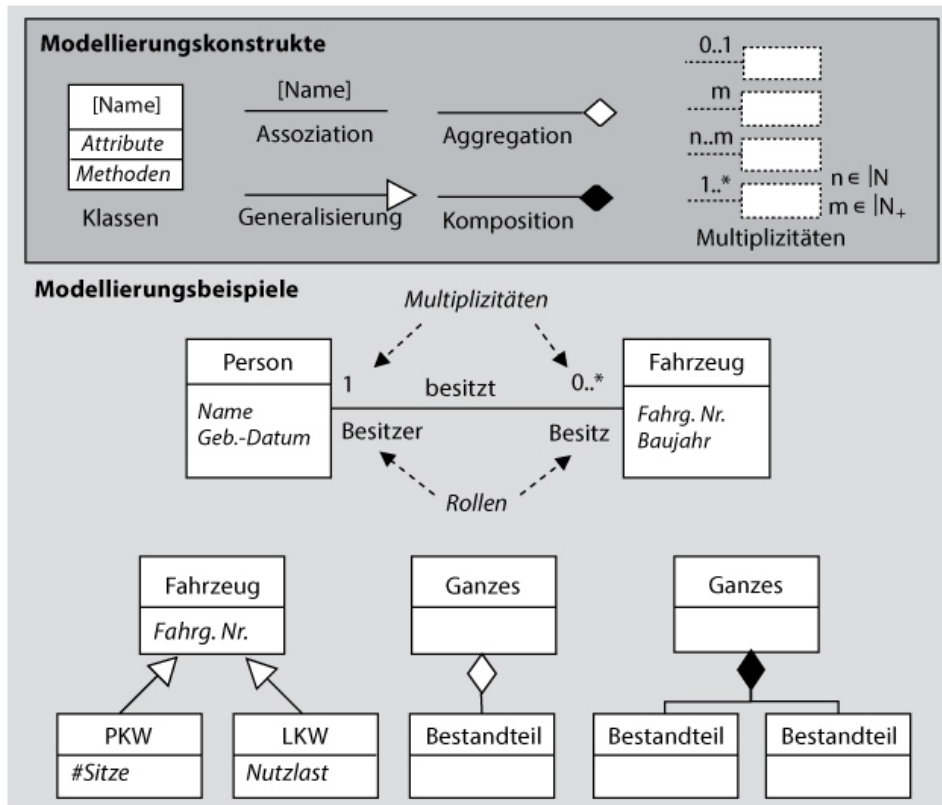 Modellierungskonstrukte
[Name]
Attribute
Methoden
Klassen
[Name]
Assoziation
Generalisierung
Aggregation
Komposition
0..1
m
n..m
1..*
n ∈ |N
m ∈ |N+
Multiplizitäten
Modellierungsbeispiele
Multiplizitäten
Person
Name
Geb.-Datum
1
besitzt
0..*
Besitzer
Besitz
Fahrzeug
Fahrg. Nr.
Baujahr
Rollen
Fahrzeug
Fahrg. Nr.
PKW
#Sitze
LKW
Nutzlast
Ganzes
Bestandteil
Ganzes
Bestandteil
Bestandteil